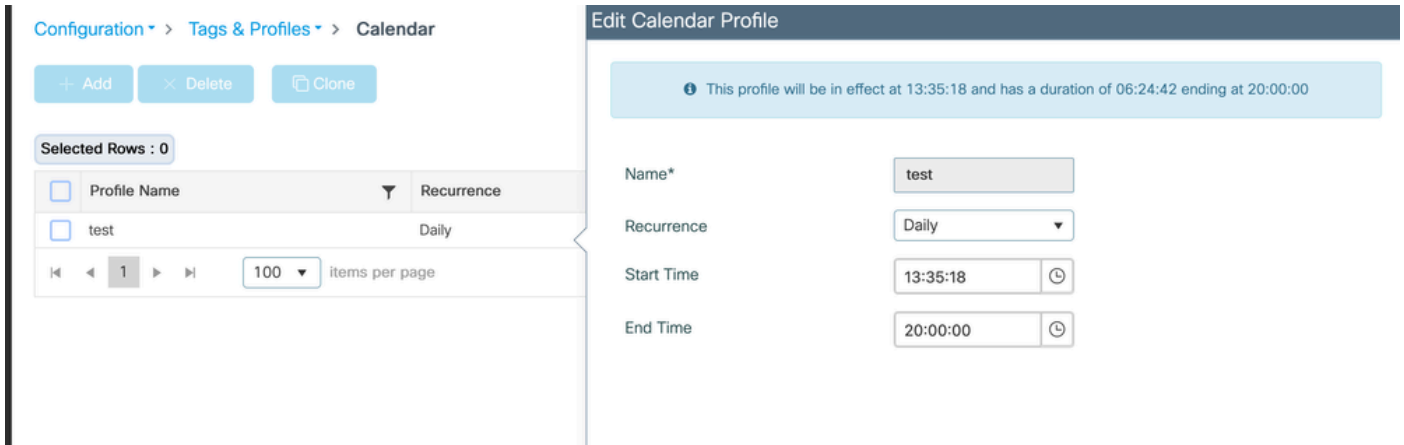 Configuration > Tags & Profiles > Calendar
+ Add × Delete Clone
Selected Rows : 0
Profile Name Recurrence
test Daily
1 100 items per page
Edit Calendar Profile
This profile will be in effect at 13:35:18 and has a duration of 06:24:42 ending at 20:00:00
Name* test
Recurrence Daily
Start Time 13:35:18
End Time 20:00:00